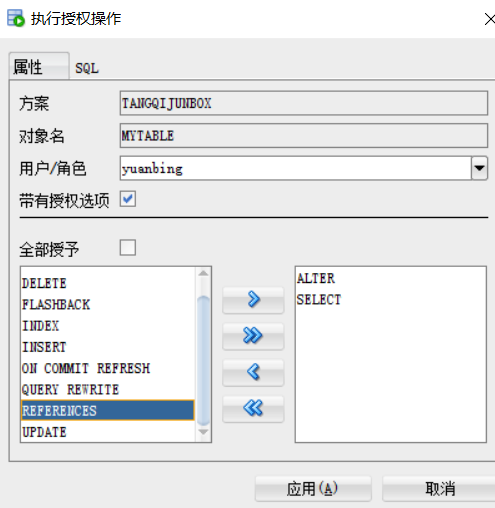 执行授权操作
属性
SQL
方案
TANGQIJUNBOX
对象名
MYTABLE
用户/角色
yuanbing
带有授权选项
全部授予
DELETE
FLASHBACK
INDEX
INSERT
ON COMMIT REFRESH
QUERY REWRITE
REFERENCES
UPDATE
ALTER
SELECT
应用(A)
取消